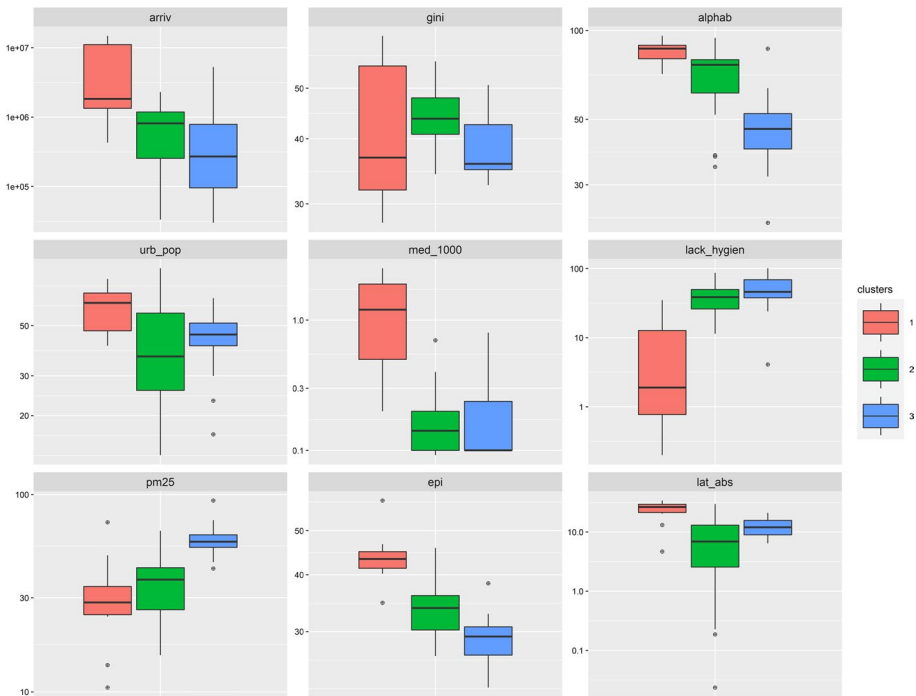 arriv
gini
alphab
1e+07
1e+06
1e+05
50
40
30
100
50
30
urb_pop
med_1000
lack_hygien
50
30
20
1.0
0.3
0.1
100
10
1
clusters
1
2
3
pm25
epi
lat_abs
100
30
10
50
40
30
10.0
1.0
0.1